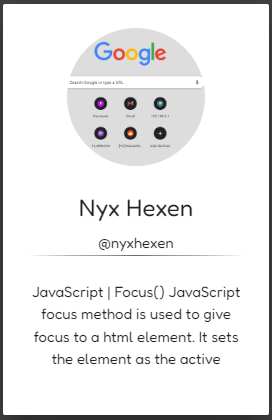 Google
Search Google or type a URL
Nyx Hexen
@nyxhexen
JavaScript | Focus() JavaScript
focus method is used to give
focus to a html element. It sets
the element as the active